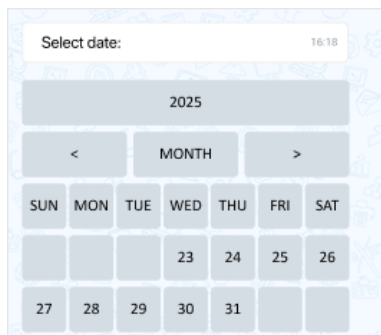 Select date:
16:18
2025
< MONTH >
SUN MON TUE WED THU FRI SAT
23 24 25 26
27 28 29 30 31